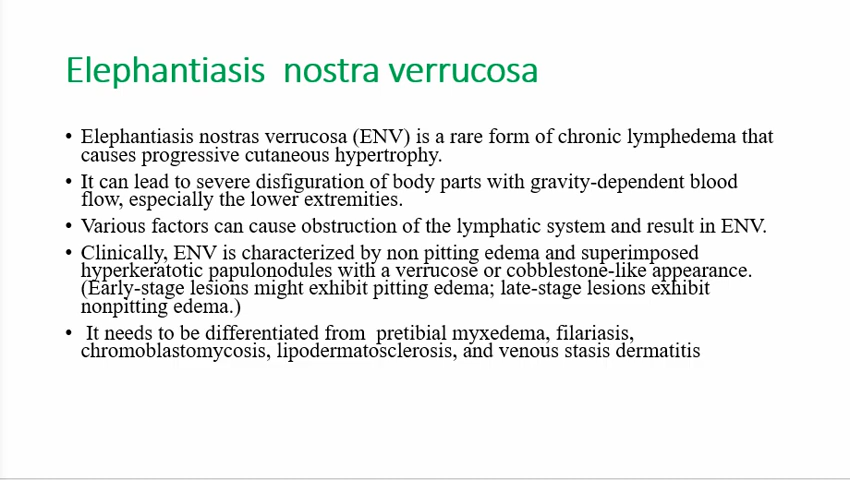 Elephantiasis  nostra verrucosa
• Elephantiasis nostras verrucosa (ENV) is a rare form of chronic lymphedema that
causes progressive cutaneous hypertrophy.
• It can lead to severe disfiguration of body parts with gravity-dependent blood
flow, especially the lower extremities.
• Various factors can cause obstruction of the lymphatic system and result in ENV.
• Clinically, ENV is characterized by non pitting edema and superimposed
hyperkeratotic papulonodules with a verrucose or cobblestone-like appearance.
(Early-stage lesions might exhibit pitting edema; late-stage lesions exhibit
nonpitting edema.)
• It needs to be differentiated from  pretibial myxedema, filariasis,
chromoblastomycosis, lipodermatosclerosis, and venous stasis dermatitis